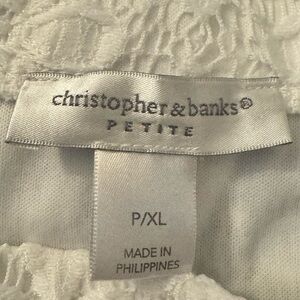 christopher & banks®
PETITE
P/XL
MADE IN
PHILIPPINES